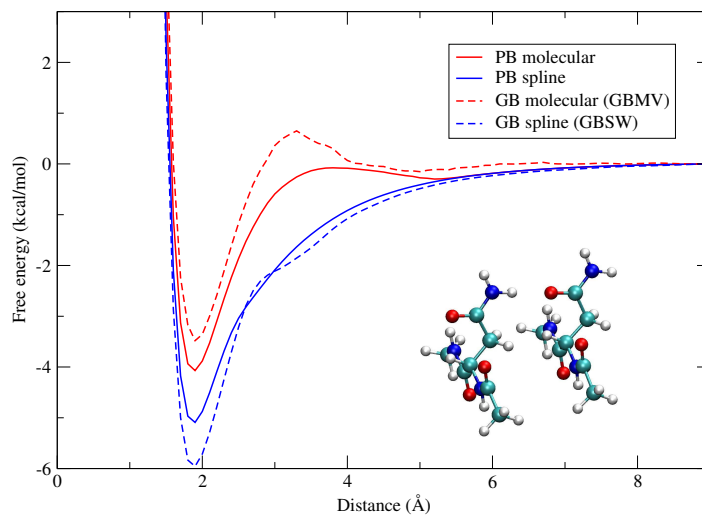 2
0
-2
-4
-6
Free energy (kcal/mol)
PB molecular
PB spline
GB molecular (GBMV)
GB spline (GBSW)
0
2
4
6
8
Distance (Å)